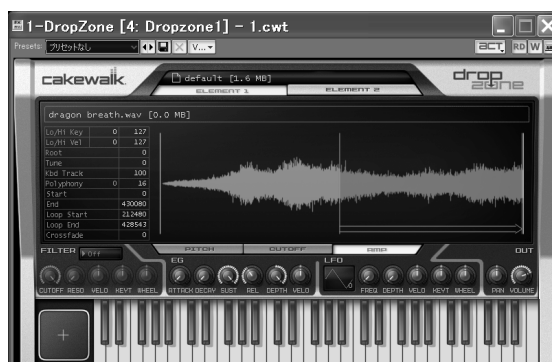 1-DropZone [4: Dropzone1] - 1.cwt
Presets: プリセットなし V... ACT RD W
cakewalk. default [1.6 MB] drop zone
ELEMENT 1 ELEMENT 2
dragon breath.wav [0.0 MB]
Lo/Hi Key 0 127
Lo/Hi Vel 0 127
Root 0
Tune 0
Kbd Track 100
Polyphony 0 16
Start 0
End 430080
Loop Start 212480
Loop End 428543
Crossfade 0
PITCH CUTOFF AMP
FILTER Off EG LFO OUT
CUTOFF RESO VELO KEYT WHEEL ATTACK DECAY SUST REL DEPTH VELO FREQ DEPTH VELO KEYT WHEEL PAN VOLUME